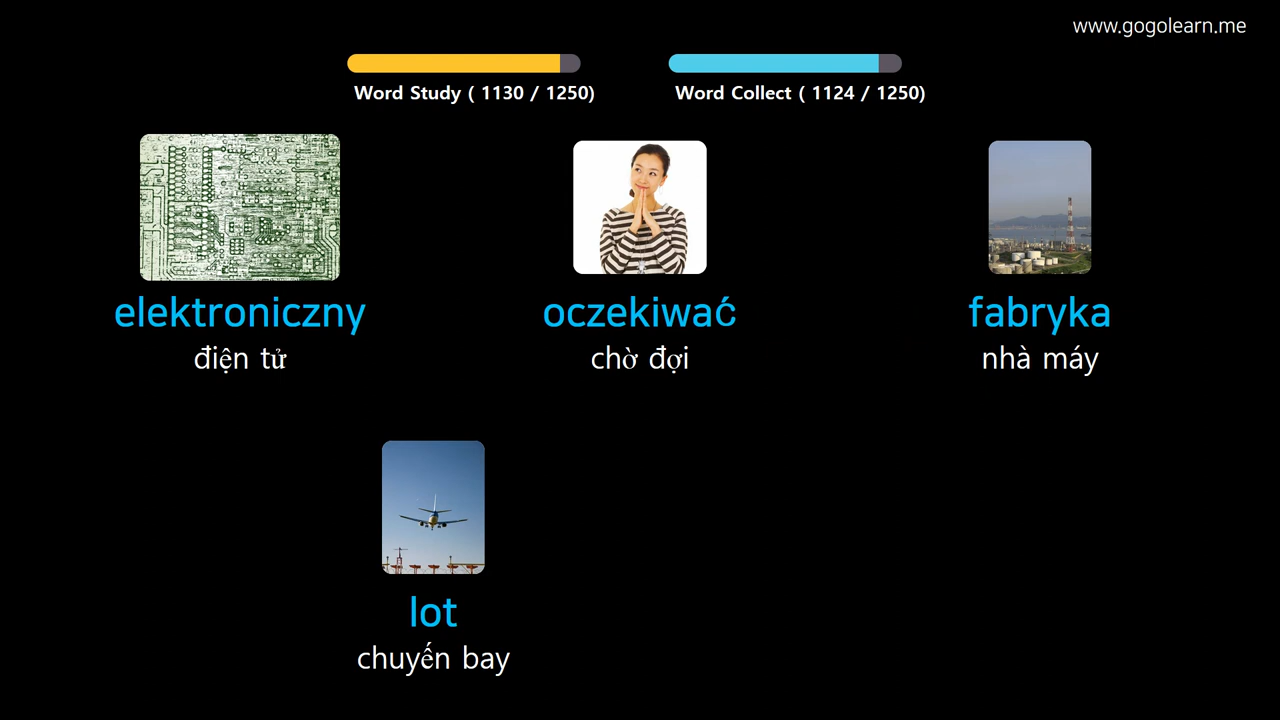 www.gogolearn.me
Word Study ( 1130 / 1250)
Word Collect ( 1124 / 1250)
elektroniczny
điện tử
oczekiwać
chờ đợi
fabryka
nhà máy
lot
chuyến bay